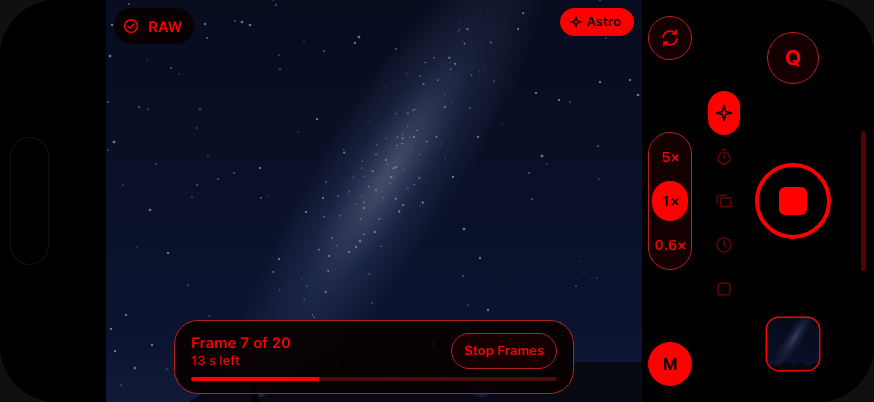 RAW
Astro
Q
5×
1×
0.6×
Frame 7 of 20
13 s left
Stop Frames
M